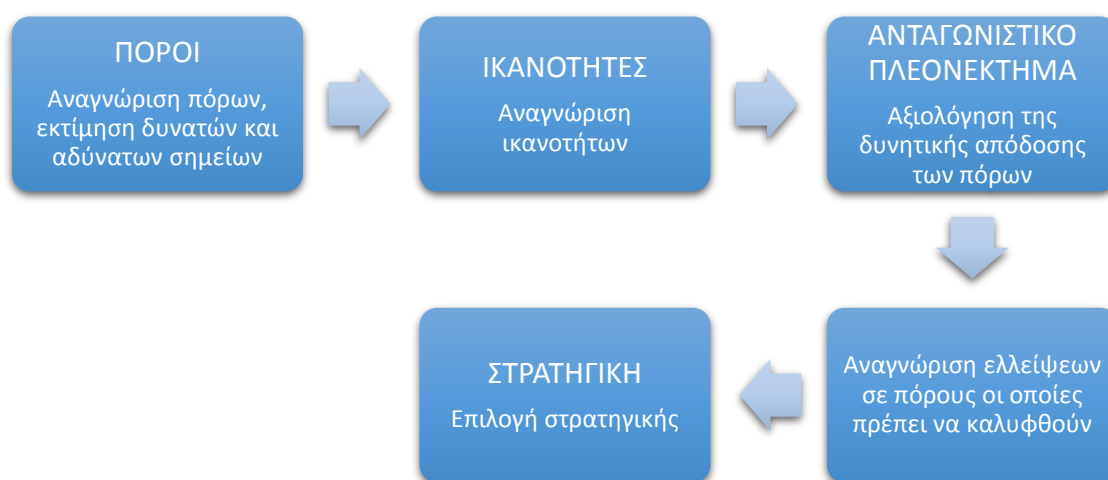 ΠΟΡΟΙ
Αναγνώριση πόρων,
εκτίμηση δυνατών και
αδύνατων σημείων
ΙΚΑΝΟΤΗΤΕΣ
Αναγνώριση
ικανοτήτων
ΑΝΤΑΓΩΝΙΣΤΙΚΟ
ΠΛΕΟΝΕΚΤΗΜΑ
Αξιολόγηση της
δυνητικής απόδοσης
των πόρων
Αναγνώριση ελλείψεων
σε πόρους οι οποίες
πρέπει να καλυφθούν
ΣΤΡΑΤΗΓΙΚΗ
Επιλογή στρατηγικής